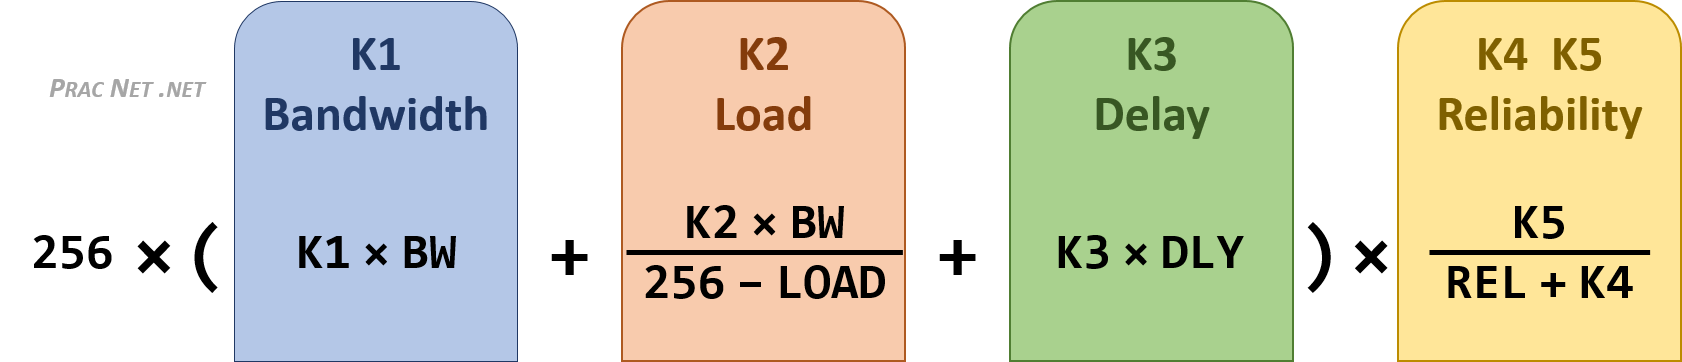 PRAC NET .NET
K1
Bandwidth
K2
Load
K3
Delay
K4 K5
Reliability
256 × ( K1 × BW + K2 × BW / 256 − LOAD + K3 × DLY ) × K5 / REL + K4